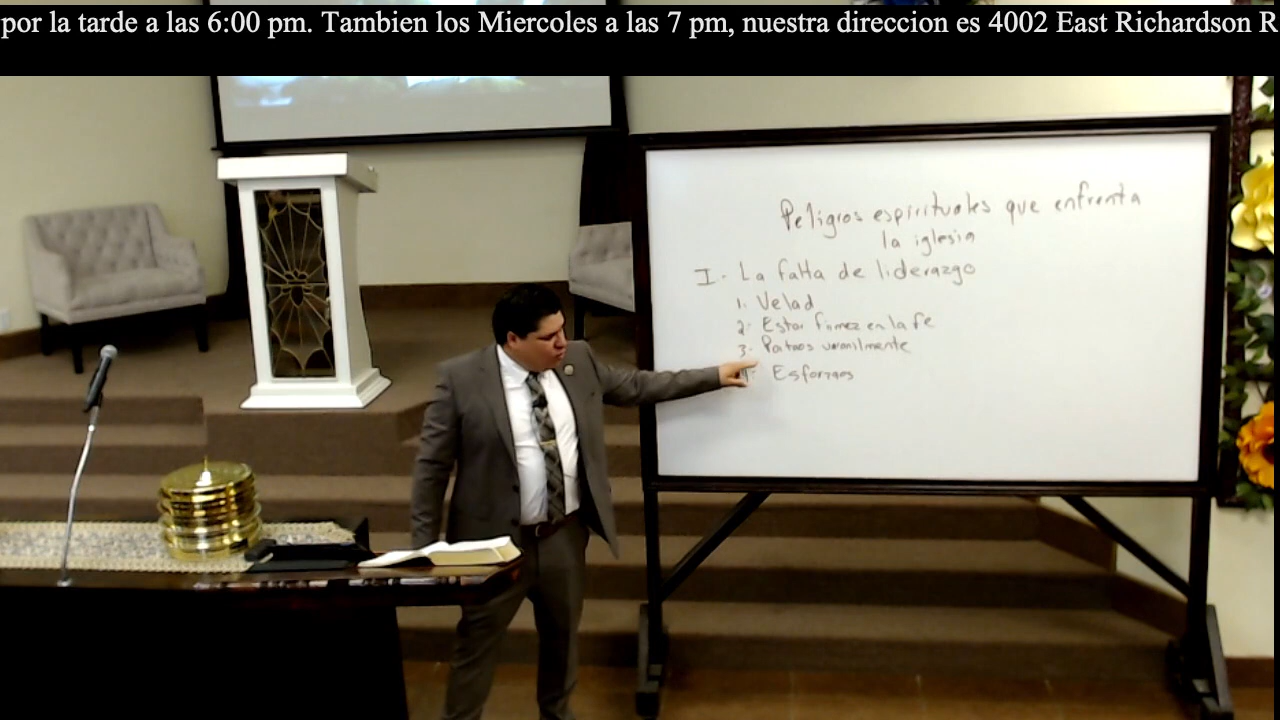 por la tarde a las 6:00 pm. Tambien los Miercoles a las 7 pm, nuestra direccion es 4002 East Richardson R
Peligros espirituales que enfrenta
la iglesia
I. La falta de liderazgo
1. Velad
2. Estar firmez en la fe
3. varonilmente
4. Esforzaos